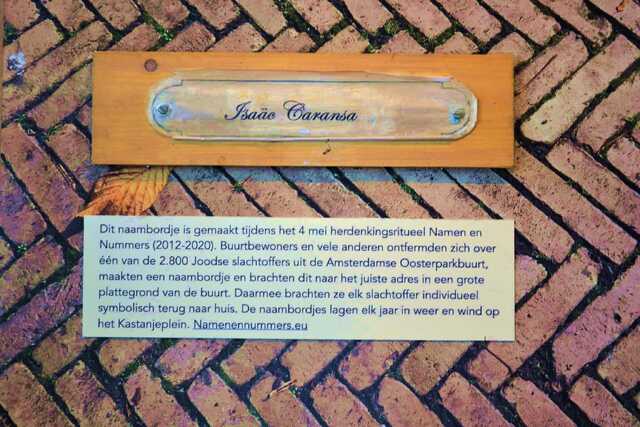 Isaäc Caransa
Dit naambordje is gemaakt tijdens het 4 mei herdenkingsritueel Namen en
Nummers (2012-2020). Buurtbewoners en vele anderen ontfermden zich over
één van de 2.800 Joodse slachtoffers uit de Amsterdamse Oosterparkbuurt,
maakten een naambordje en brachten dit naar het juiste adres in een grote
plattegrond van de buurt. Daarmee brachten ze elk slachtoffer individueel
symbolisch terug naar huis. De naambordjes lagen elk jaar in weer en wind op
het Kastanjeplein. Namenennummers.eu